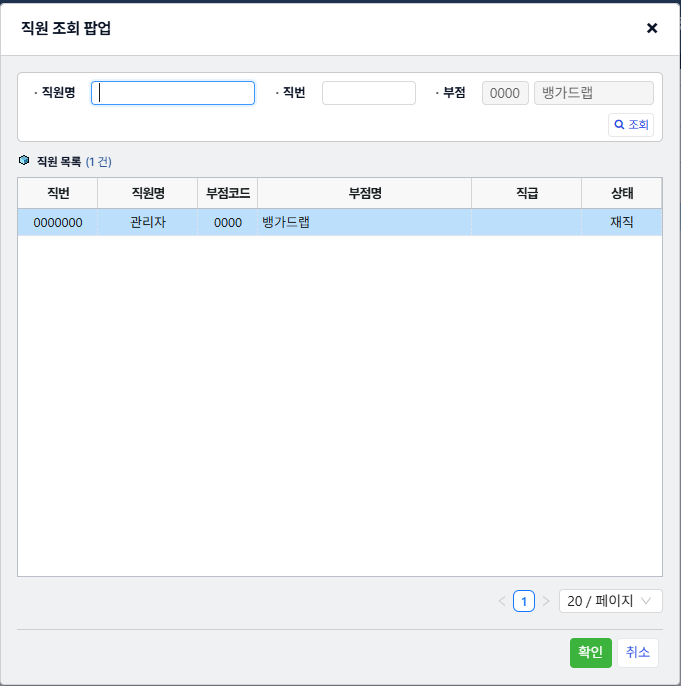 직원 조회 팝업
· 직원명 · 직번 · 부점 0000 뱅가드랩
조회
직원 목록 (1 건)
직번 직원명 부점코드 부점명 직급 상태
0000000 관리자 0000 뱅가드랩 재직
< 1 > 20 / 페이지
확인 취소